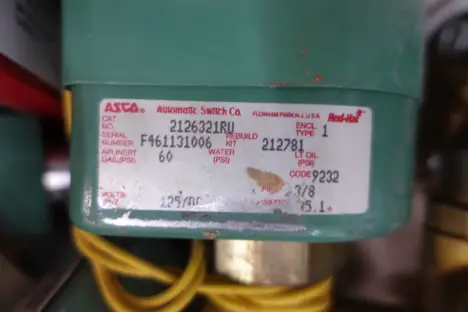 ASCO® Automatic Switch Co. FLORHAM PARK N.J. USA Red-Hat®
CAT NO. 2126321RU ENCL. TYPE 1
SERIAL NUMBER F461131006 REBUILD KIT 212781
AIR/INERT GAS(PSI) 60 WATER (PSI) LT OIL (PSI)
CODE 9232
PIPE 3/8
VOLTS 125/DC WATTS